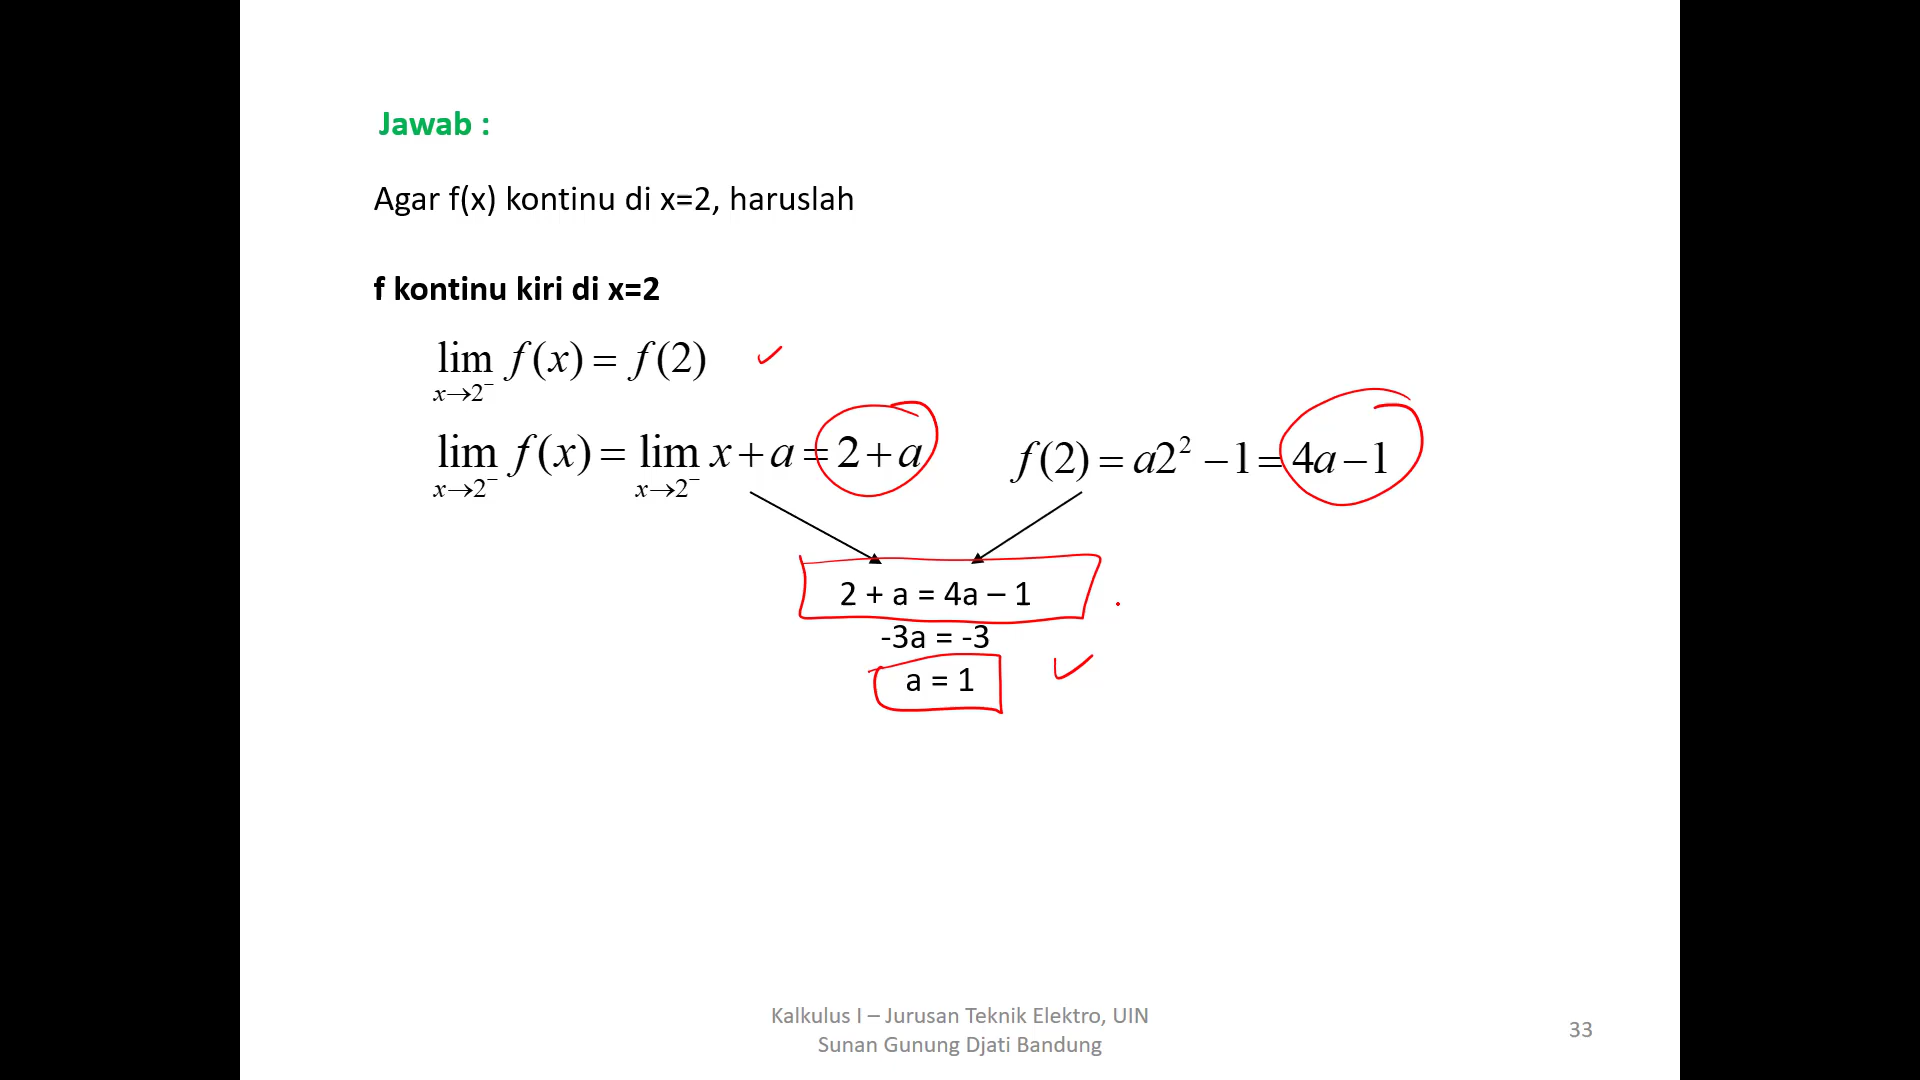 Jawab :
Agar f(x) kontinu di x=2, haruslah
f kontinu kiri di x=2
lim f(x) = f(2)
x→2⁻
lim f(x) = lim x + a = 2 + a
x→2⁻ x→2⁻
f(2) = a2² − 1 = 4a − 1
2 + a = 4a – 1
-3a = -3
a = 1
Kalkulus I – Jurusan Teknik Elektro, UIN
Sunan Gunung Djati Bandung
33